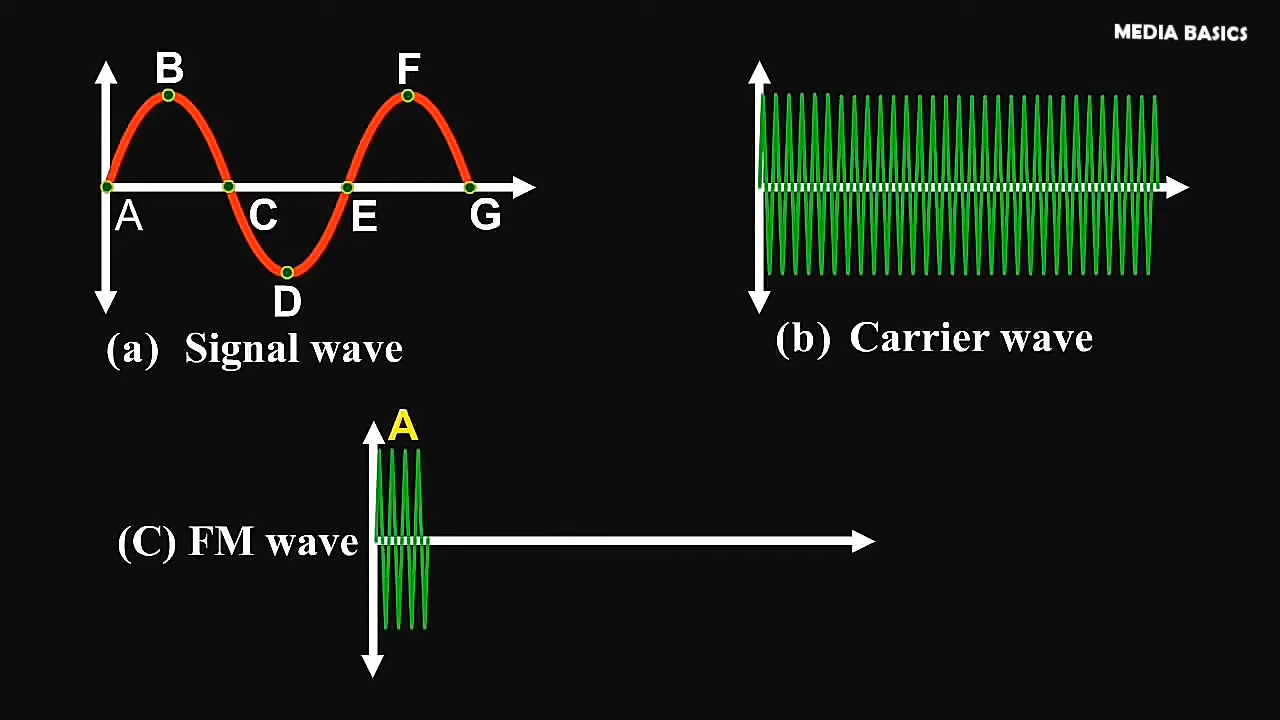 MEDIA BASICS
B
F
A
C
E
G
D
(a) Signal wave
(b) Carrier wave
A
(C) FM wave